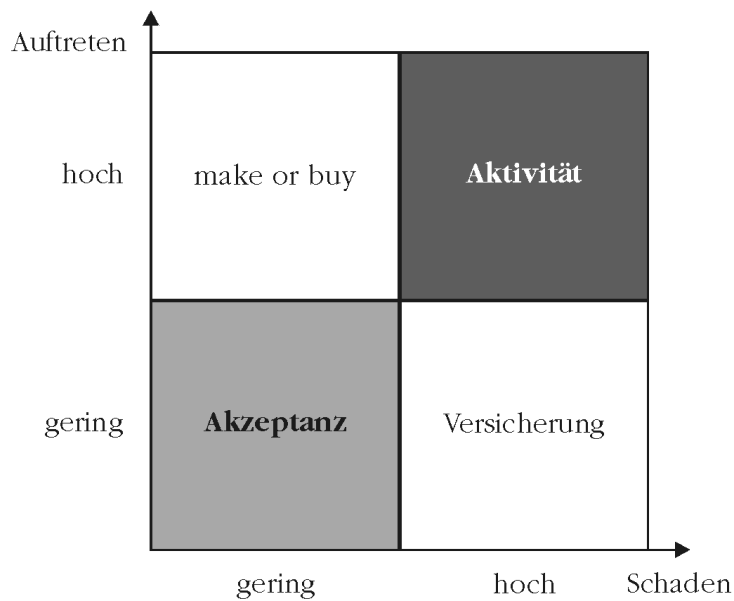 Auftreten
hoch
make or buy
Aktivität
gering
Akzeptanz
Versicherung
gering
hoch
Schaden